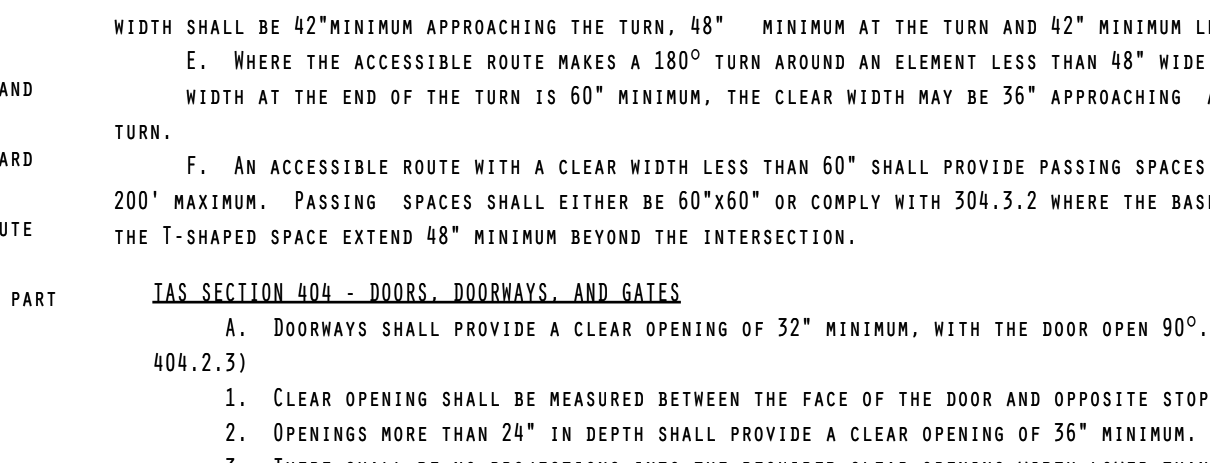 WIDTH SHALL BE 42"MINIMUM APPROACHING THE TURN, 48" MINIMUM AT THE TURN AND 42" MINIMUM
E. WHERE THE ACCESSIBLE ROUTE MAKES A 180° TURN AROUND AN ELEMENT LESS THAN 48" WIDE
AND
WIDTH AT THE END OF THE TURN IS 60" MINIMUM, THE CLEAR WIDTH MAY BE 36" APPROACHING
TURN.
ARD
F. AN ACCESSIBLE ROUTE WITH A CLEAR WIDTH LESS THAN 60" SHALL PROVIDE PASSING SPACES
200' MAXIMUM. PASSING SPACES SHALL EITHER BE 60"X60" OR COMPLY WITH 304.3.2 WHERE THE
UTE
THE T-SHAPED SPACE EXTEND 48" MINIMUM BEYOND THE INTERSECTION.
PART
TAS SECTION 404 - DOORS, DOORWAYS, AND GATES
A. DOORWAYS SHALL PROVIDE A CLEAR OPENING OF 32" MINIMUM, WITH THE DOOR OPEN 90°.
404.2.3)
1. CLEAR OPENING SHALL BE MEASURED BETWEEN THE FACE OF THE DOOR AND OPPOSITE STOP
2. OPENINGS MORE THAN 24" IN DEPTH SHALL PROVIDE A CLEAR OPENING OF 36" MINIMUM.